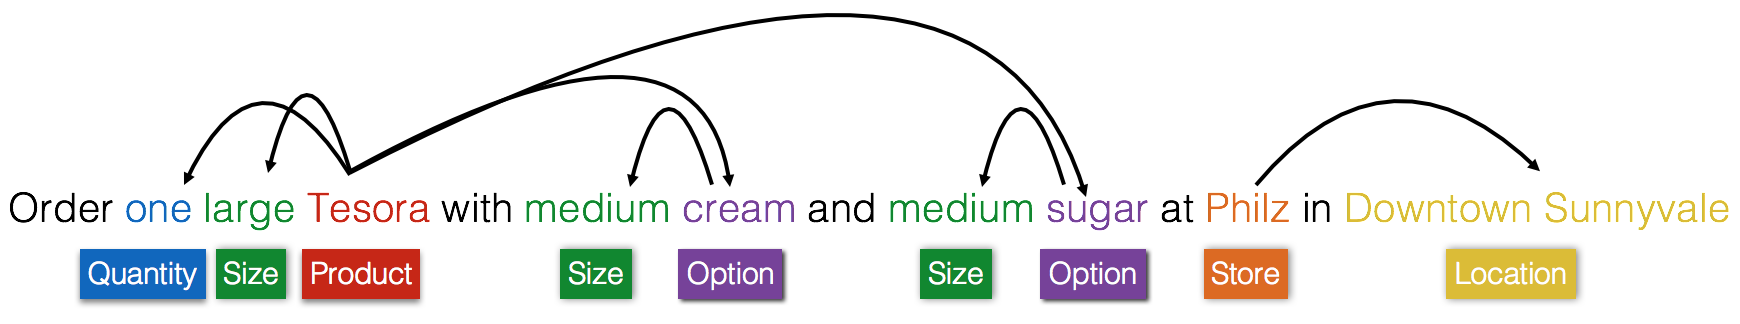 Order one large Tesora with medium cream and medium sugar at Philz in Downtown Sunnyvale
Quantity Size Product Size Option Size Option Store Location